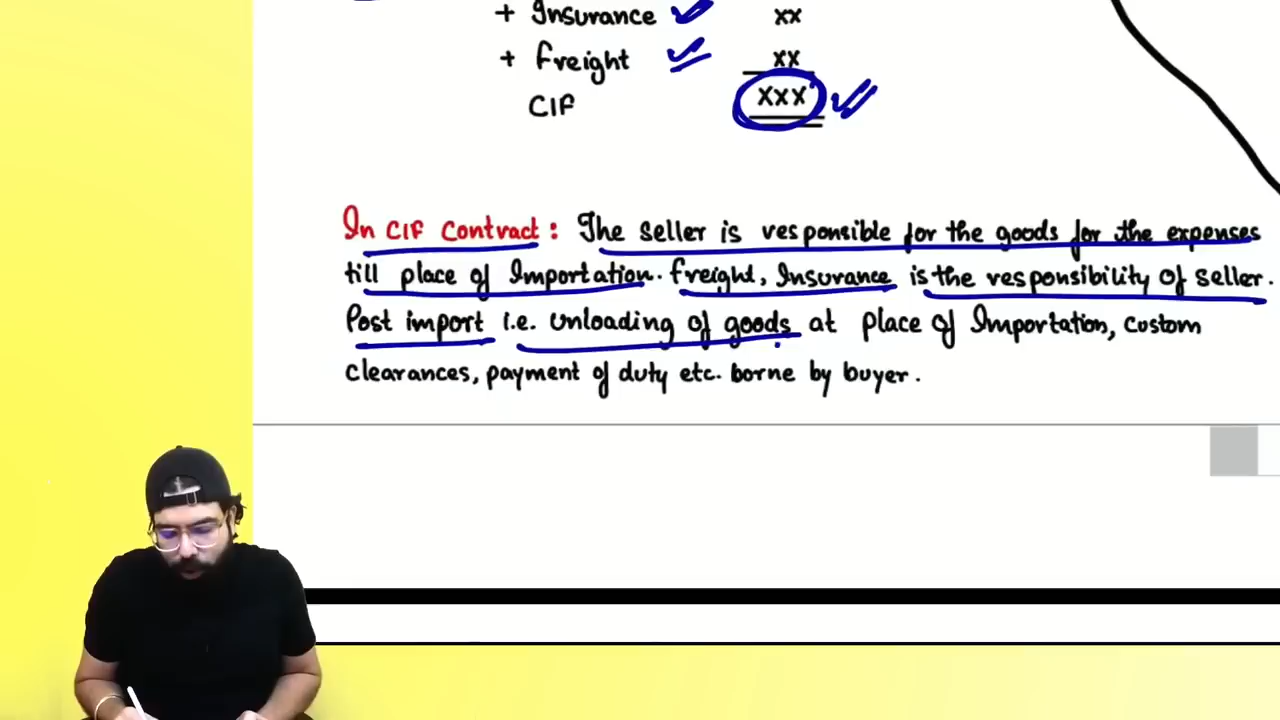 + Insurance xx
+ Freight xx
CIF xxx
In CIF Contract: The seller is responsible for the goods for the expenses
till place of Importation. Freight, Insurance is the responsibility of seller.
Post import i.e. Unloading of goods at place of Importation, custom
clearances, payment of duty etc. borne by buyer.